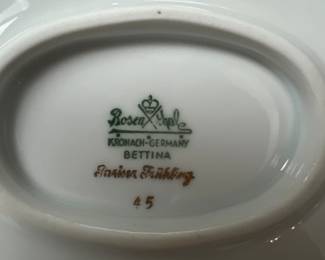 Rosenthal
KRONACH-GERMANY
BETTINA
Pariser Frühling
45